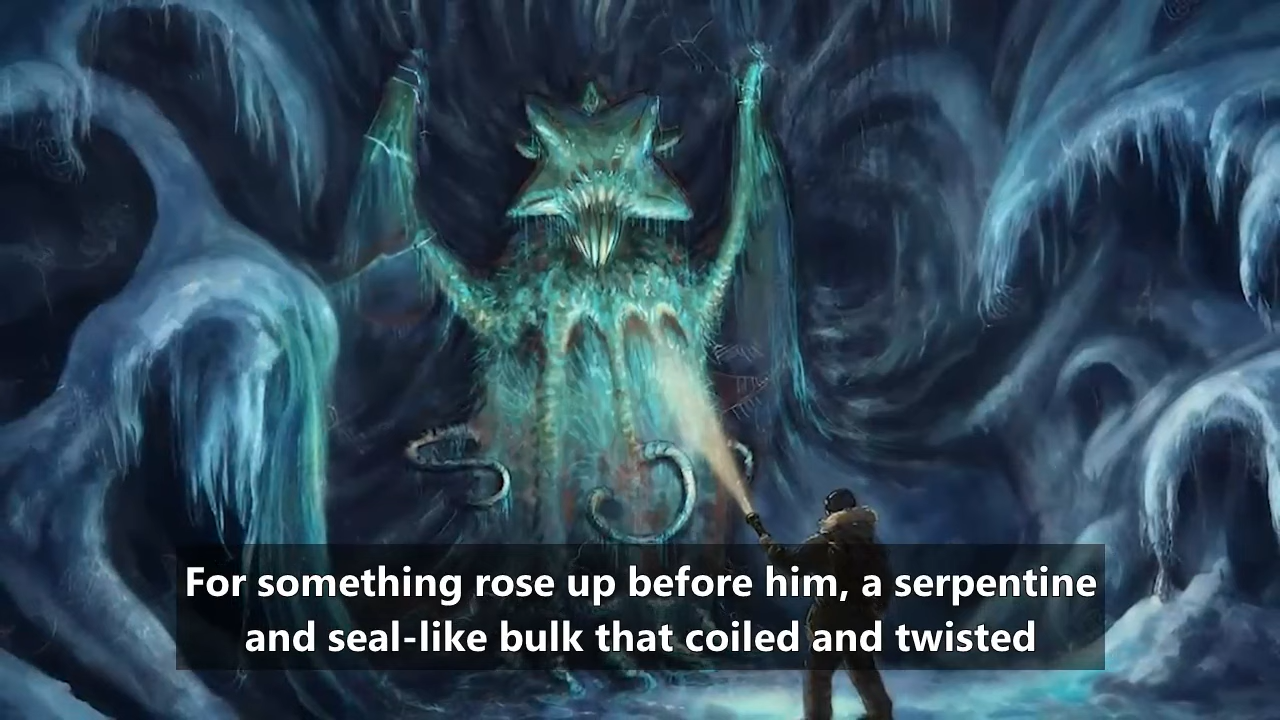 For something rose up before him, a serpentine
and seal-like bulk that coiled and twisted